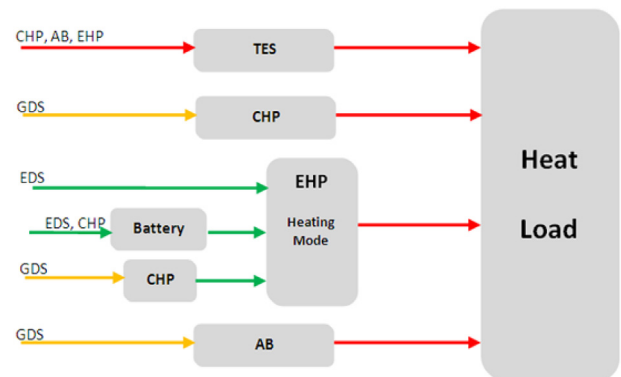 CHP, AB, EHP
TES
GDS
CHP
Heat
Load
EDS
EHP
Heating
Mode
EDS, CHP
Battery
GDS
CHP
GDS
AB